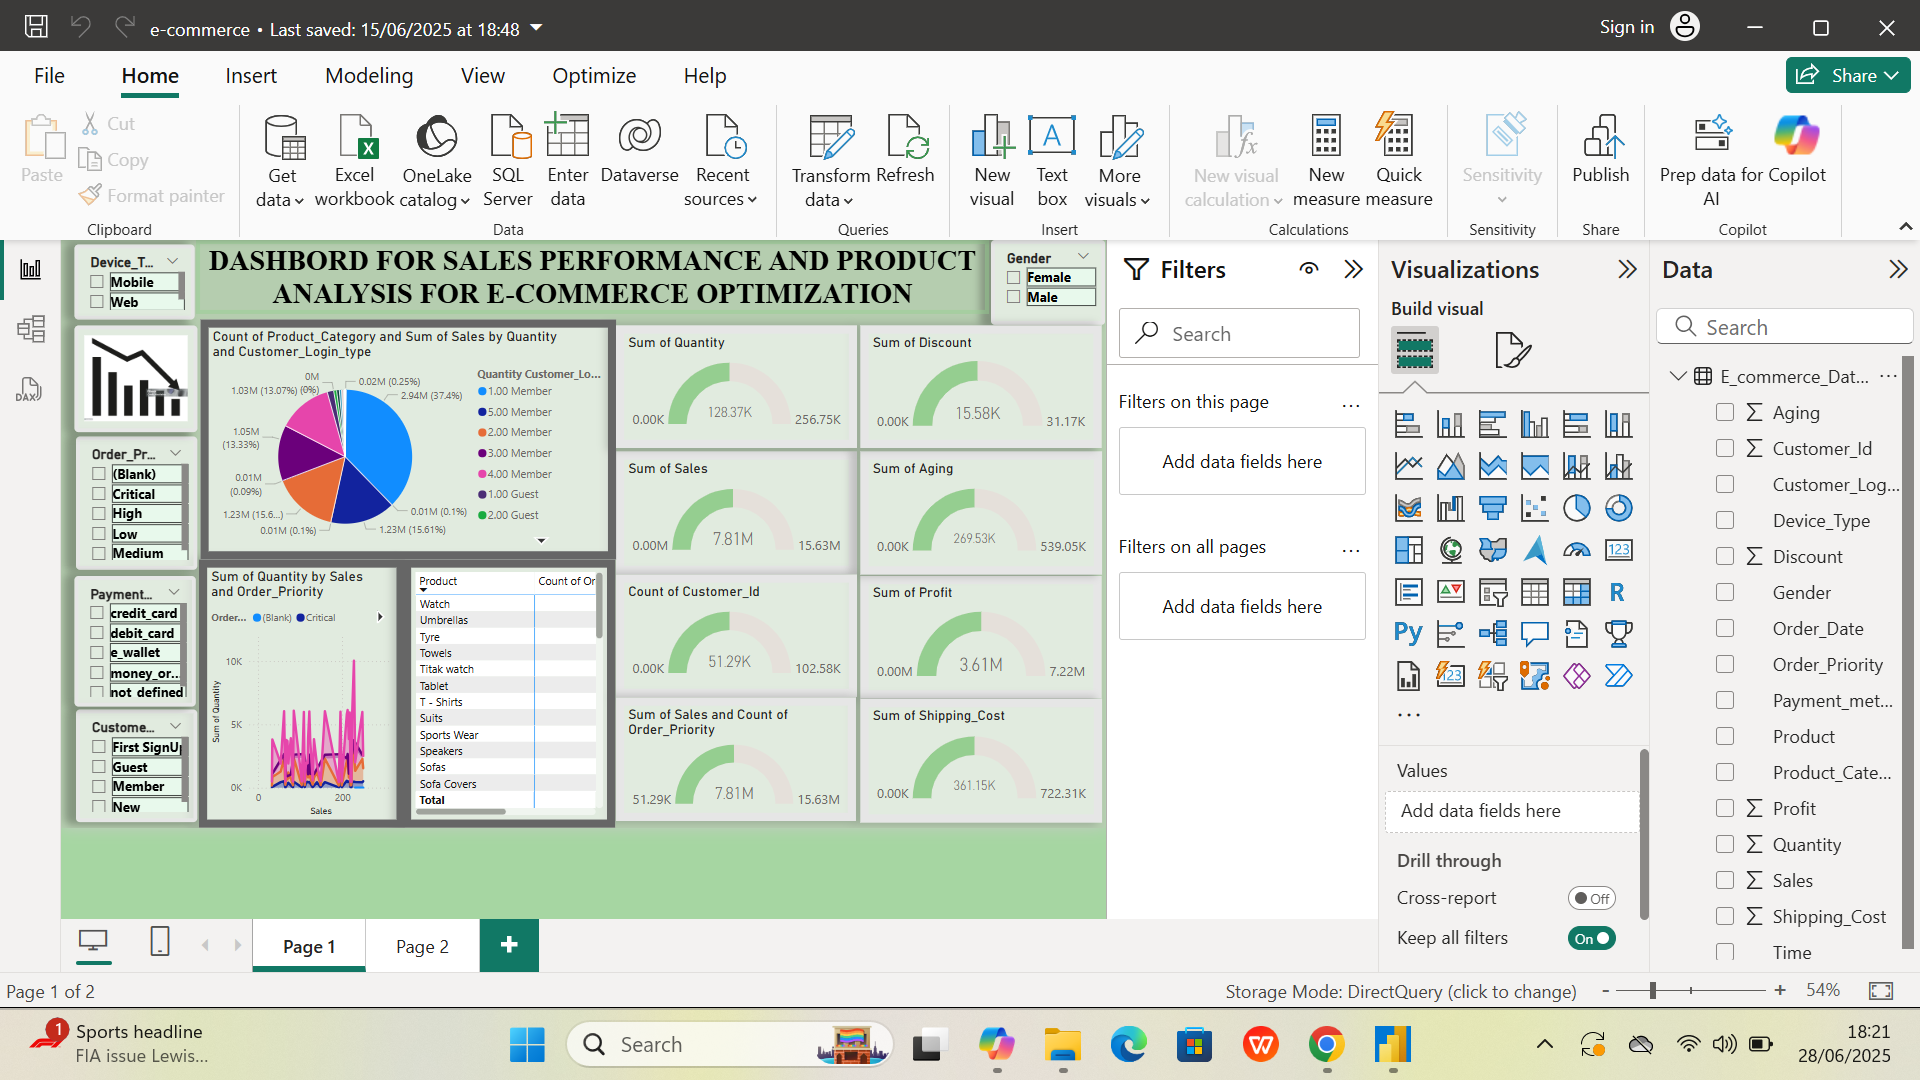 e-commerce • Last saved: 15/06/2025 at 18:48
Sign in
File
Home
Insert
Modeling
View
Optimize
Help
Share
Paste
Cut
Copy
Format painter
Clipboard
Get data
Excel workbook
OneLake catalog
SQL Server
Enter data
Dataverse
Recent sources
Data
Transform data
Refresh
Queries
New visual
Text box
More visuals
Insert
New visual calculation
New measure
Quick measure
Calculations
Sensitivity
Sensitivity
Publish
Share
Prep data for AI
Copilot
Copilot
Device_T...
Mobile
Web
DASHBORD FOR SALES PERFORMANCE AND PRODUCT
ANALYSIS FOR E-COMMERCE OPTIMIZATION
Gender
Female
Male
Order_Pr...
(Blank)
Critical
High
Low
Medium
Payment...
credit_card
debit_card
e_wallet
money_or...
not_defined
Custome...
First SignUp
Guest
Member
New
Count of Product_Category and Sum of Sales by Quantity
and Customer_Login_type
0M
(0%)
0.02M (0.25%)
1.03M (13.07%)
2.94M (37.4%)
1.05M
(13.33%)
0.01M
(0.09%)
1.23M (15.6...)
0.01M (0.1%)
0.01M (0.1%)
1.23M (15.61%)
Quantity Customer_Lo...
1.00 Member
5.00 Member
2.00 Member
3.00 Member
4.00 Member
1.00 Guest
2.00 Guest
Sum of Quantity by Sales
and Order_Priority
Order...
(Blank)
Critical
Sum of Quantity
10K
5K
0K
0
200
Sales
Product
Count of Or
Watch
Umbrellas
Tyre
Towels
Titak watch
Tablet
T - Shirts
Suits
Sports Wear
Speakers
Sofas
Sofa Covers
Total
Sum of Quantity
128.37K
0.00K
256.75K
Sum of Discount
15.58K
0.00K
31.17K
Sum of Sales
7.81M
0.00M
15.63M
Sum of Aging
269.53K
0.00K
539.05K
Count of Customer_Id
51.29K
0.00K
102.58K
Sum of Profit
3.61M
0.00M
7.22M
Sum of Sales and Count of
Order_Priority
7.81M
51.29K
15.63M
Sum of Shipping_Cost
361.15K
0.00K
722.31K
Filters
Search
Filters on this page
...
Add data fields here
Filters on all pages
...
Add data fields here
Visualizations
Build visual
123
R
Py
123
...
Values
Add data fields here
Drill through
Cross-report
Off
Keep all filters
On
Data
Search
E_commerce_Dat...
...
Aging
Customer_Id
Customer_Log...
Device_Type
Discount
Gender
Order_Date
Order_Priority
Payment_met...
Product
Product_Cate...
Profit
Quantity
Sales
Shipping_Cost
Time
Page 1
Page 2
+
Page 1 of 2
Storage Mode: DirectQuery (click to change)
-
+
54%
1
Sports headline
FIA issue Lewis...
Search
18:21
28/06/2025